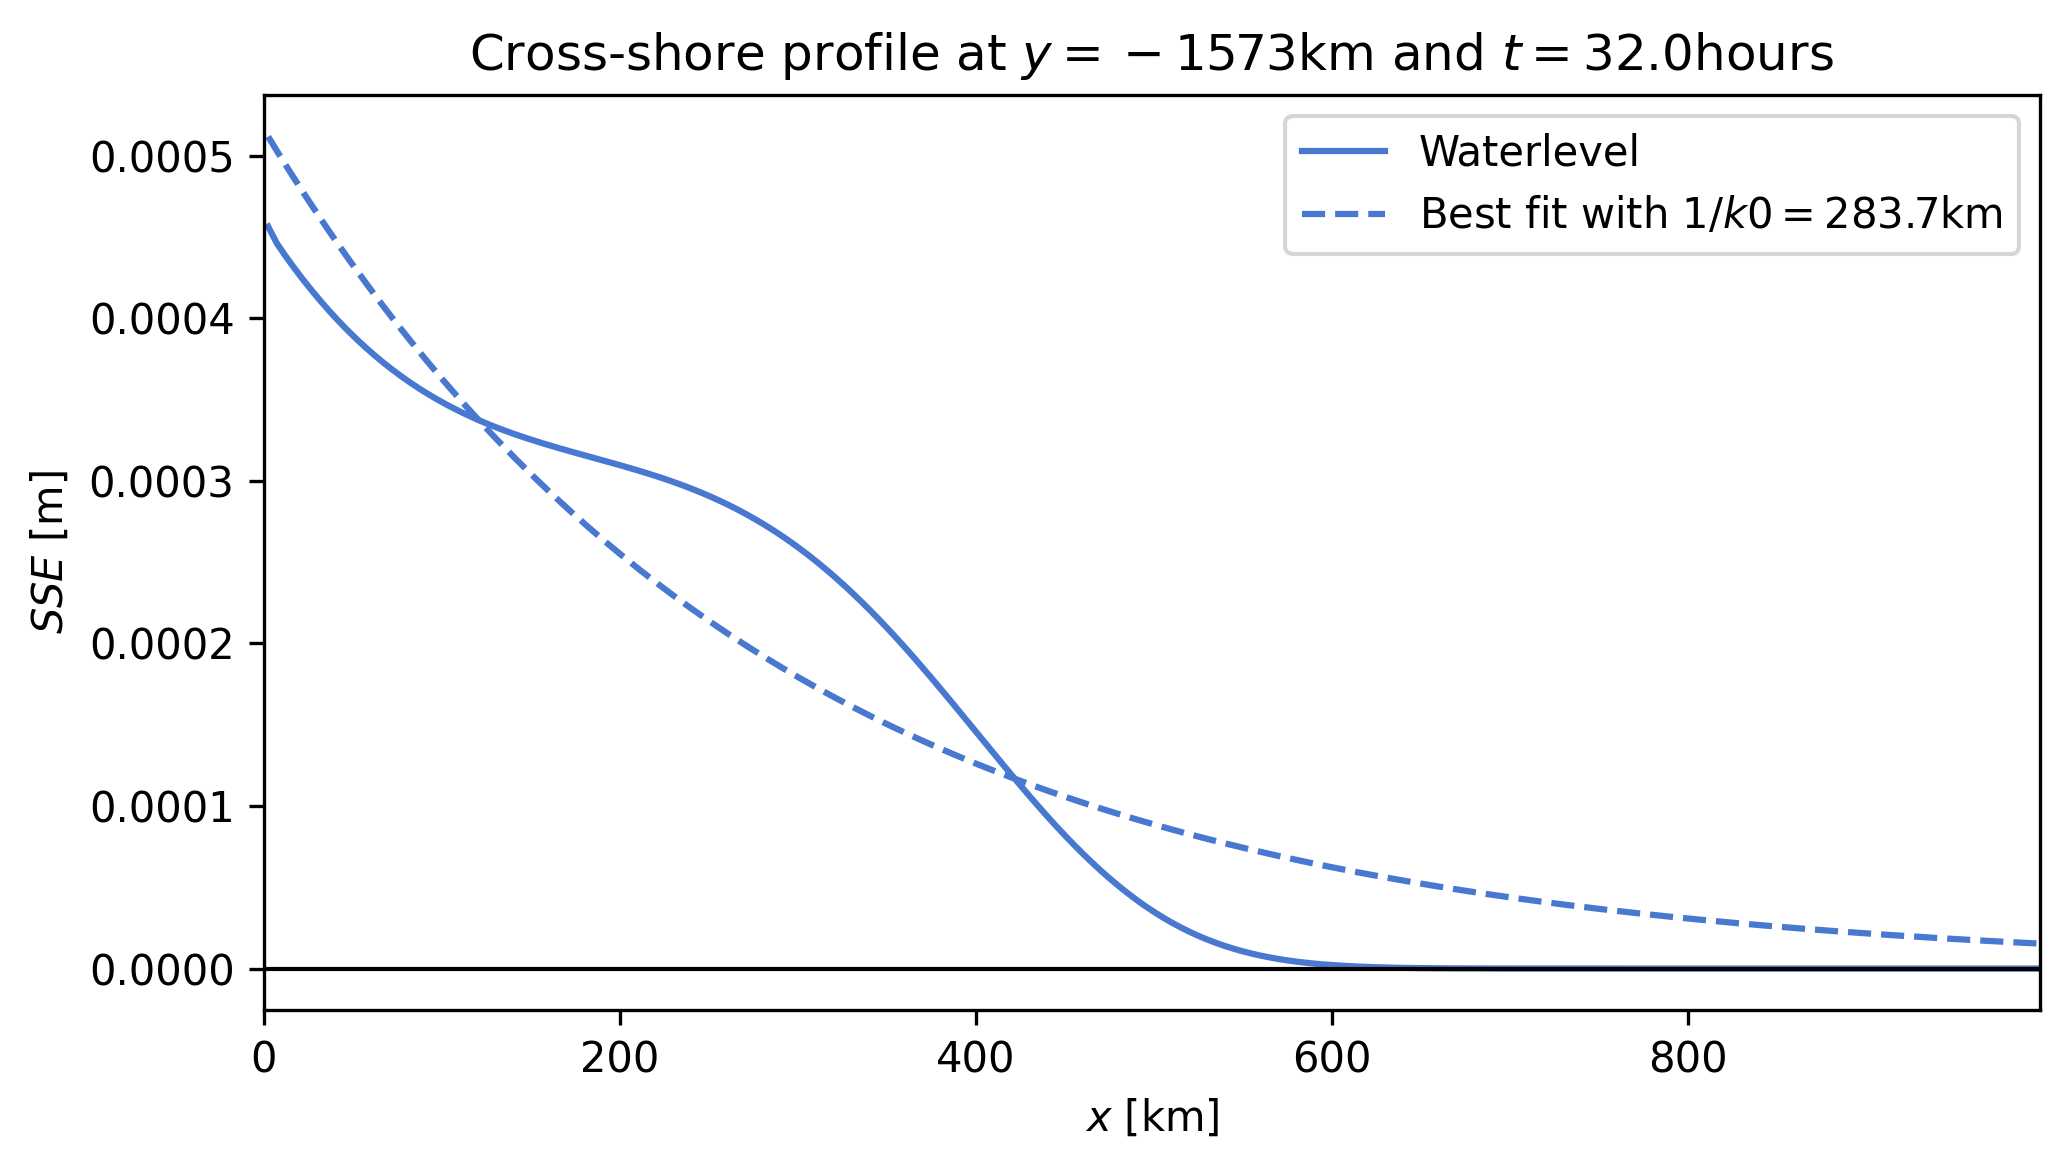 Cross-shore profile at y = −1573km and t = 32.0hours
Waterlevel
Best fit with 1/k0 = 283.7km
SSE [m]
0.0005
0.0004
0.0003
0.0002
0.0001
0.0000
0 200 400 600 800
x [km]